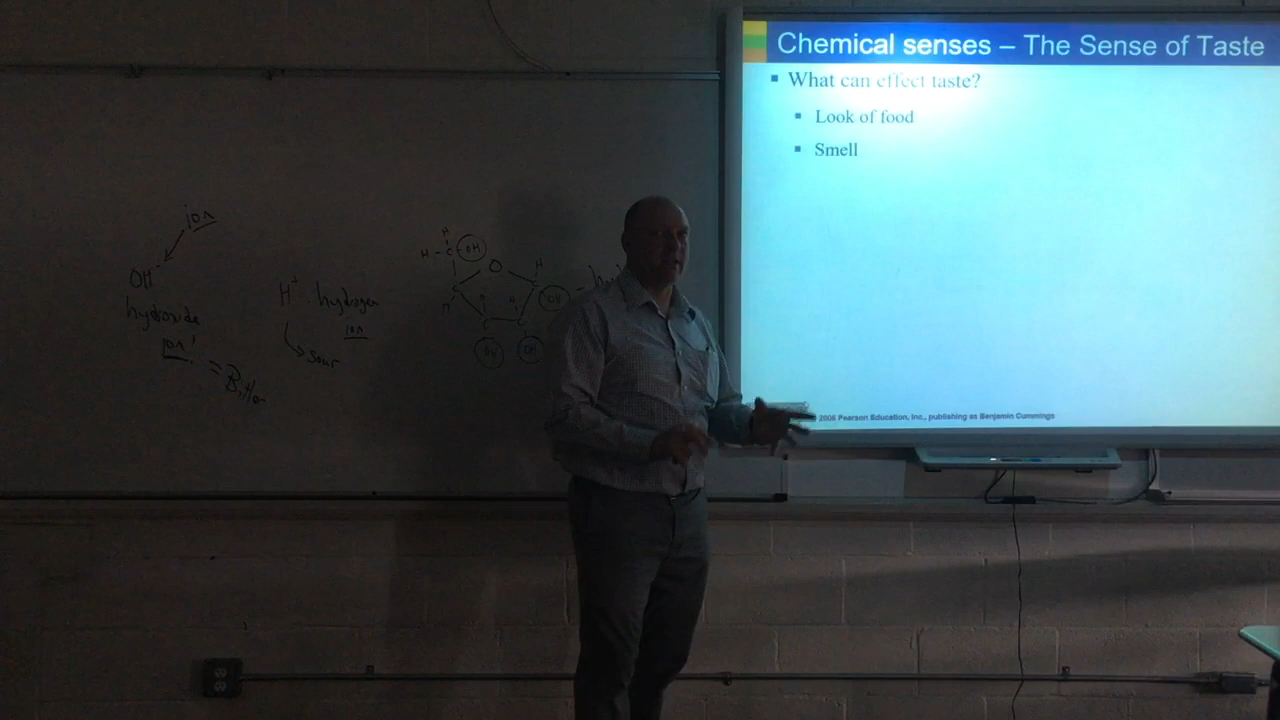 Chemical senses – The Sense of Taste
What can effect taste?
Look of food
Smell
2006 Pearson Education, Inc., publishing as Benjamin Cummings
ion
OH⁻
hydroxide
ion!
= Bitter
H⁺ hydrogen
ion
Sour
H
H - C - OH
O
H
C
C
OH
H
H
H
C
C
OH
OH